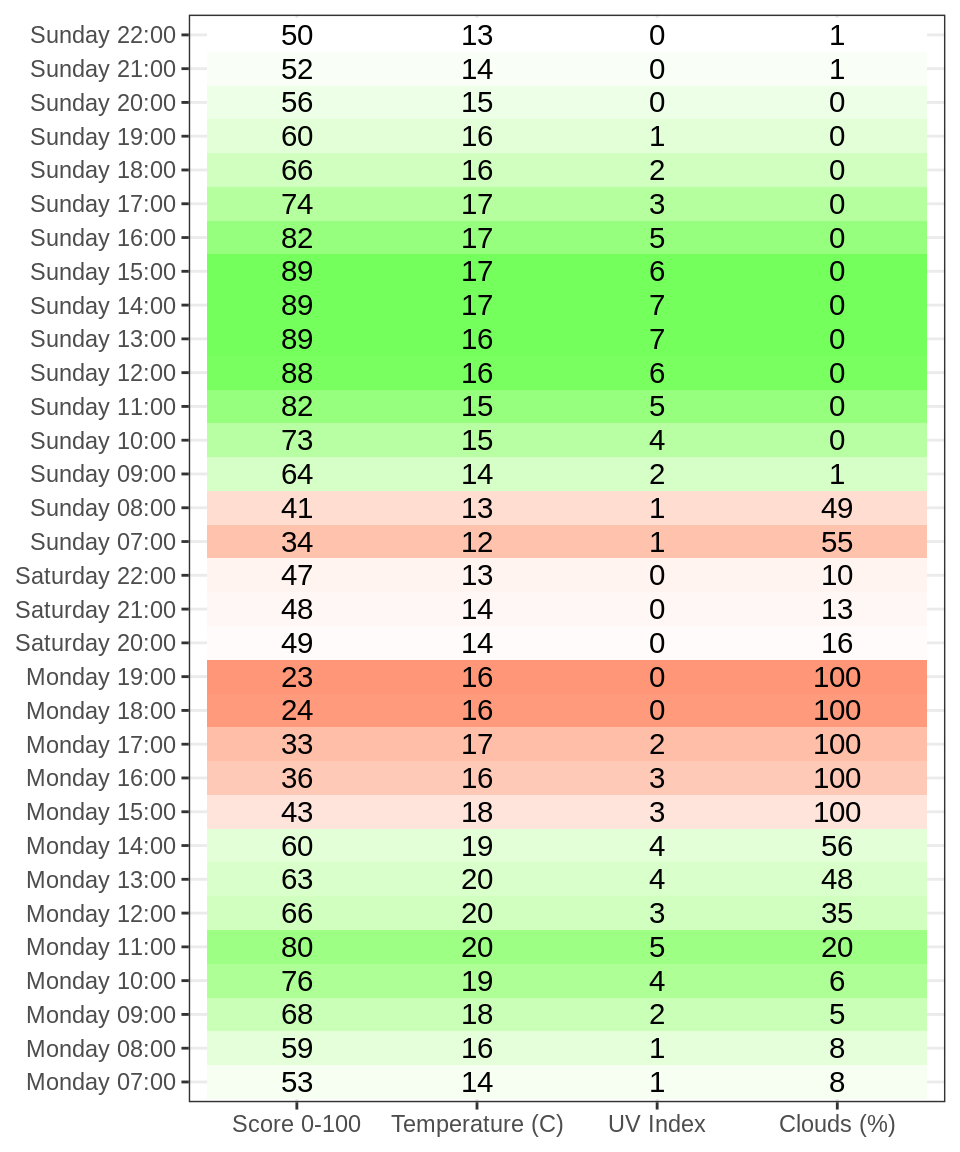 Sunday 22:00 50 13 0 1
Sunday 21:00 52 14 0 1
Sunday 20:00 56 15 0 0
Sunday 19:00 60 16 1 0
Sunday 18:00 66 16 2 0
Sunday 17:00 74 17 3 0
Sunday 16:00 82 17 5 0
Sunday 15:00 89 17 6 0
Sunday 14:00 89 17 7 0
Sunday 13:00 89 16 7 0
Sunday 12:00 88 16 6 0
Sunday 11:00 82 15 5 0
Sunday 10:00 73 15 4 0
Sunday 09:00 64 14 2 1
Sunday 08:00 41 13 1 49
Sunday 07:00 34 12 1 55
Saturday 22:00 47 13 0 10
Saturday 21:00 48 14 0 13
Saturday 20:00 49 14 0 16
Monday 19:00 23 16 0 100
Monday 18:00 24 16 0 100
Monday 17:00 33 17 2 100
Monday 16:00 36 16 3 100
Monday 15:00 43 18 3 100
Monday 14:00 60 19 4 56
Monday 13:00 63 20 4 48
Monday 12:00 66 20 3 35
Monday 11:00 80 20 5 20
Monday 10:00 76 19 4 6
Monday 09:00 68 18 2 5
Monday 08:00 59 16 1 8
Monday 07:00 53 14 1 8
Score 0-100 Temperature (C) UV Index Clouds (%)